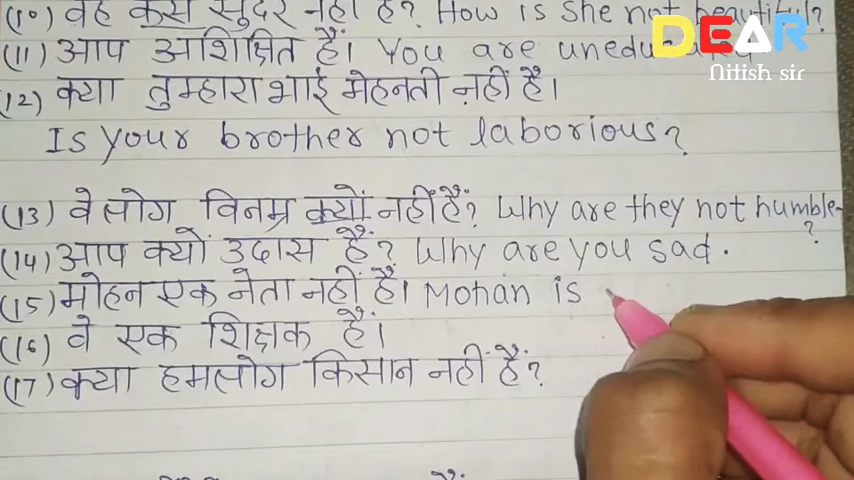 (10) वह कैसे सुंदर नहीं है? How is she not beautiful?
DEAR
Nitish sir
(11) आप अशिक्षित हैं। You are uneducated
(12) क्या तुम्हारा भाई मेहनती नहीं है।
Is your brother not laborious?
(13) वे लोग विनम्र क्यों नहीं हैं? Why are they not humble-
?
(14) आप क्यों उदास हैं? Why are you sad.
(15) मोहन एक नेता नहीं है। Mohan is
(16) वे एक शिक्षक हैं।
(17) क्या हमलोग किसान नहीं हैं?